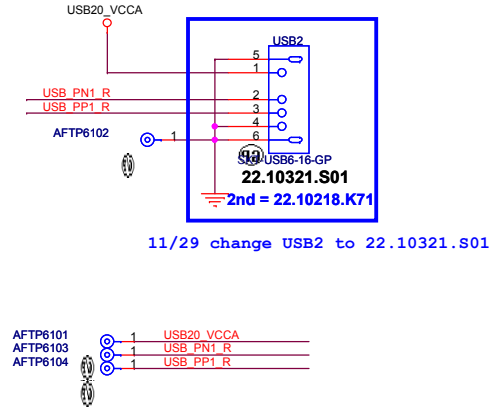 USB20_VCCA
USB2
5
1
USB_PN1_R
2
USB_PP1_R
3
4
AFTP6102
1
6
SKT-USB6-16-GP
22.10321.S01
2nd = 22.10218.K71
11/29 change USB2 to 22.10321.S01
AFTP6101
1
USB20_VCCA
AFTP6103
1
USB_PN1_R
AFTP6104
1
USB_PP1_R